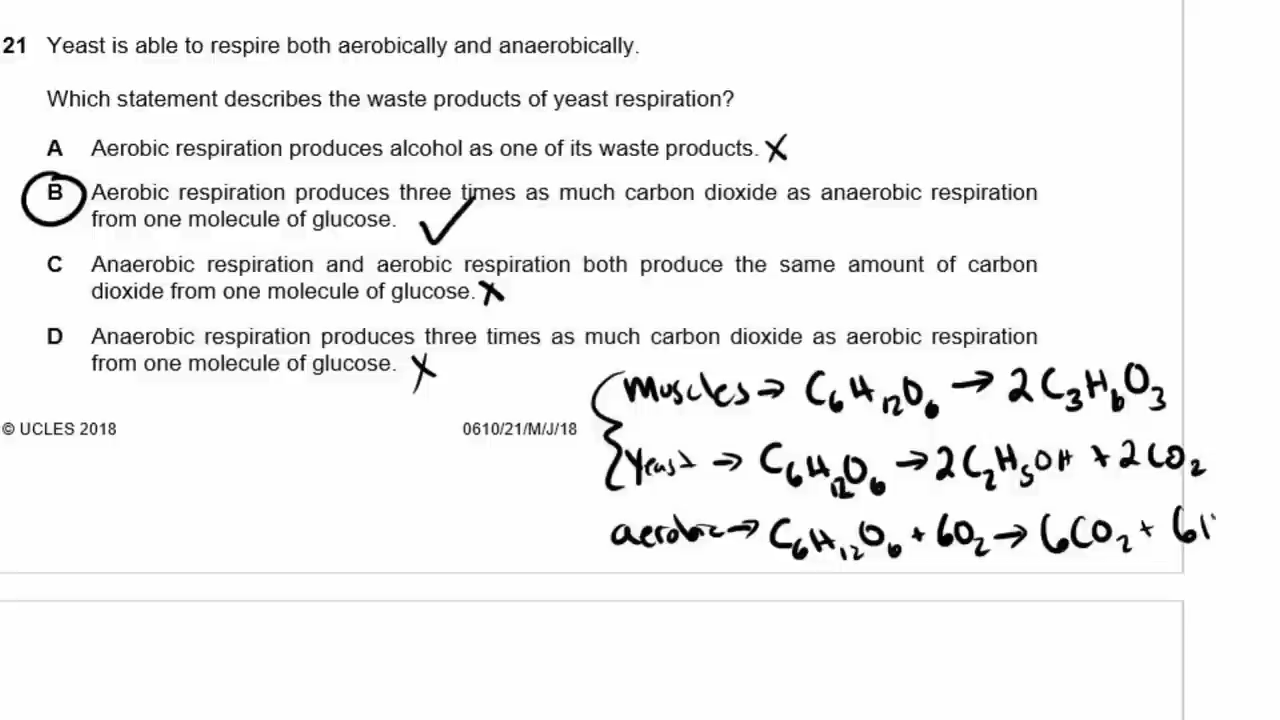 21 Yeast is able to respire both aerobically and anaerobically.
Which statement describes the waste products of yeast respiration?
A Aerobic respiration produces alcohol as one of its waste products. X
B Aerobic respiration produces three times as much carbon dioxide as anaerobic respiration
from one molecule of glucose. ✓
C Anaerobic respiration and aerobic respiration both produce the same amount of carbon
dioxide from one molecule of glucose. X
D Anaerobic respiration produces three times as much carbon dioxide as aerobic respiration
from one molecule of glucose. X
muscles → C₆H₁₂O₆ → 2C₃H₆O₃
© UCLES 2018 0610/21/M/J/18
yeast → C₆H₁₂O₆ → 2C₂H₅OH + 2CO₂
aerobic → C₆H₁₂O₆ + 6O₂ → 6CO₂ + 6